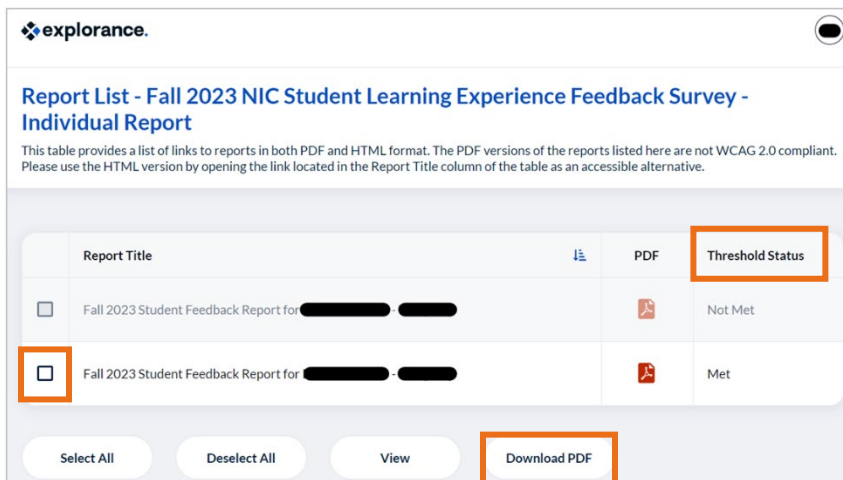 explorance.
Report List - Fall 2023 NIC Student Learning Experience Feedback Survey -
Individual Report
This table provides a list of links to reports in both PDF and HTML format. The PDF versions of the reports listed here are not WCAG 2.0 compliant.
Please use the HTML version by opening the link located in the Report Title column of the table as an accessible alternative.
Report Title PDF Threshold Status
Fall 2023 Student Feedback Report for - Not Met
Fall 2023 Student Feedback Report for - Met
Select All Deselect All View Download PDF